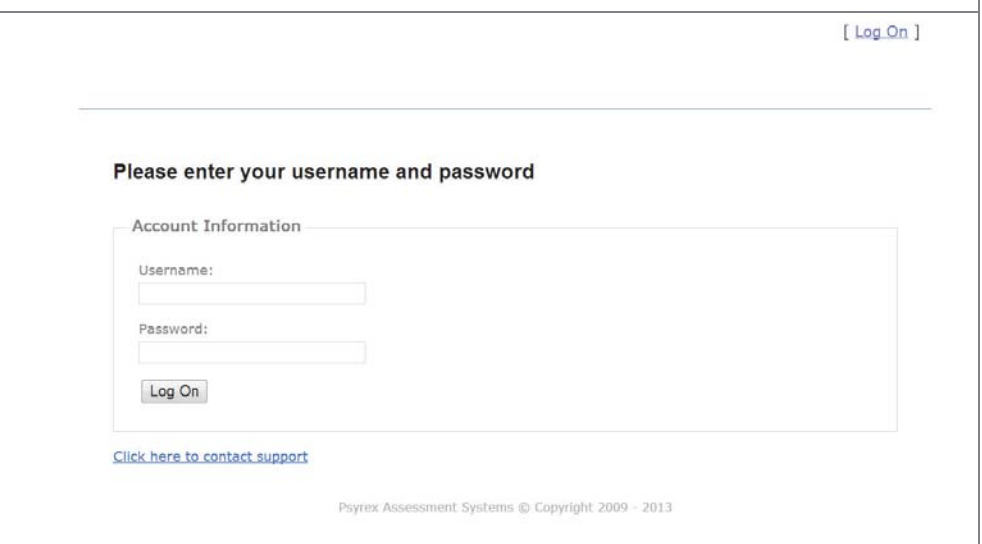 [ Log On ]
Please enter your username and password
Account Information
Username:
Password:
Log On
Click here to contact support
Psyrex Assessment Systems © Copyright 2009 - 2013